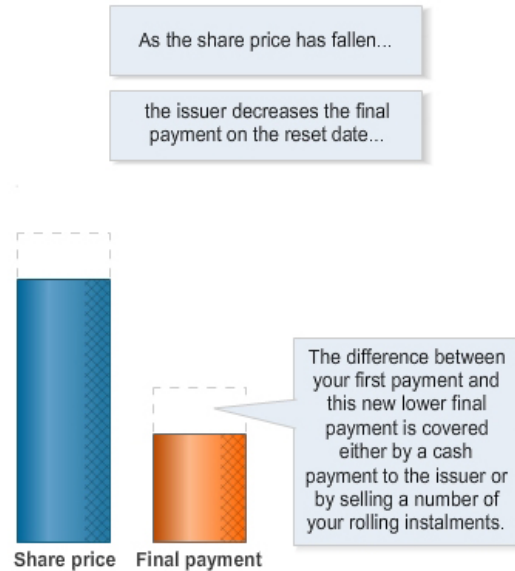 As the share price has fallen...
the issuer decreases the final
payment on the reset date...
The difference between
your first payment and
this new lower final
payment is covered
either by a cash
payment to the issuer or
by selling a number of
your rolling instalments.
Share price
Final payment